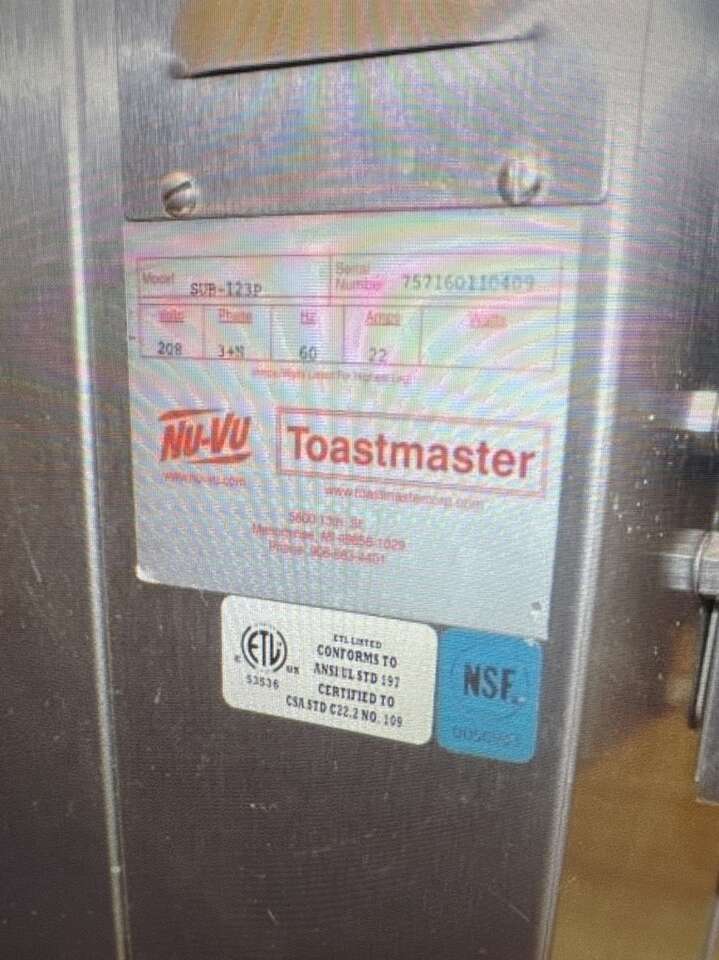 Model SUB-123P Serial Number 757160110409
Volts Phase Hz Amps Watts
208 3+N 60 22
NU-VU Toastmaster
www.nu-vu.com www.toastmastercorp.com
5600 13th St.
Menominee, MI 49858-1029
Phone:
ETL LISTED
CONFORMS TO
ANSI UL STD 197
CERTIFIED TO
CSA STD C22.2 NO. 109
c ETL us
53536
NSF.